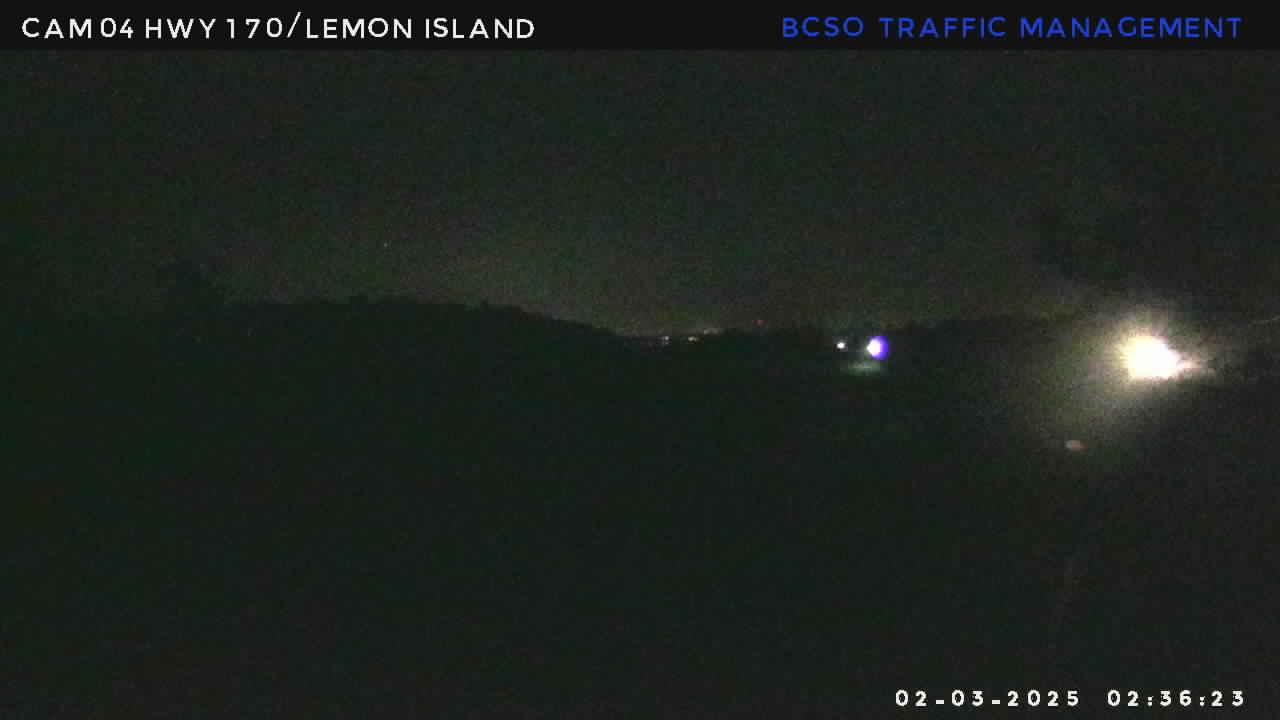 CAM04 HWY 170/LEMON ISLAND
BCSO TRAFFIC MANAGEMENT
02-03-2025 02:36:23